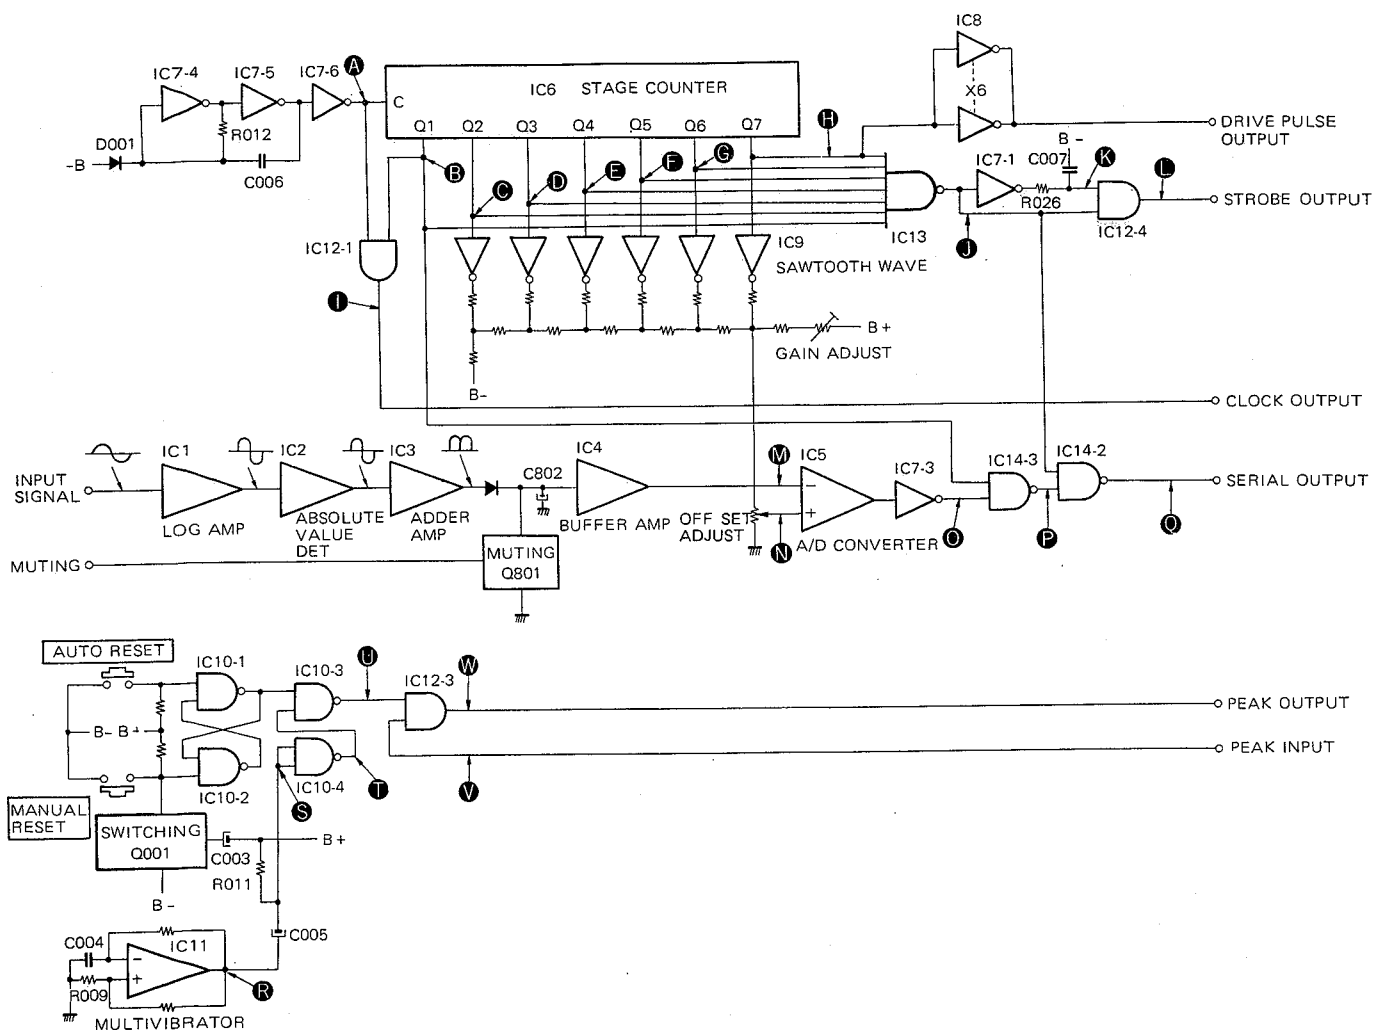 IC8
X6
DRIVE PULSE
OUTPUT
IC7-4
IC7-5
IC7-6
A
IC6 STAGE COUNTER
C
Q1
Q2
Q3
Q4
Q5
Q6
Q7
D001
-B
R012
C006
B
C
D
E
F
G
H
B-
C007
IC7-1
K
L
R026
STROBE OUTPUT
IC12-4
IC13
J
IC12-1
IC9
SAWTOOTH WAVE
I
B+
GAIN ADJUST
B-
CLOCK OUTPUT
INPUT
SIGNAL
IC1
LOG AMP
IC2
ABSOLUTE
VALUE
DET
IC3
ADDER
AMP
C802
IC4
BUFFER AMP
M
OFF SET
ADJUST
N
IC5
-
+
A/D CONVERTER
IC7-3
O
IC14-3
P
IC14-2
SERIAL OUTPUT
Q
MUTING
MUTING
Q801
AUTO RESET
IC10-1
IC10-3
U
IC12-3
W
PEAK OUTPUT
B- B+
PEAK INPUT
V
IC10-2
IC10-4
S
T
MANUAL
RESET
SWITCHING
Q001
C003
B+
R011
B-
C005
C004
IC11
-
+
R009
R
MULTIVIBRATOR